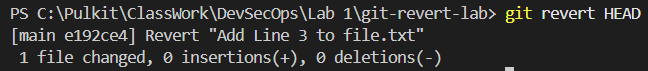 PS C:\Pulkit\ClassWork\DevSecOps\Lab 1\git-revert-lab> git revert HEAD
[main e192ce4] Revert "Add Line 3 to file.txt"
 1 file changed, 0 insertions(+), 0 deletions(-)